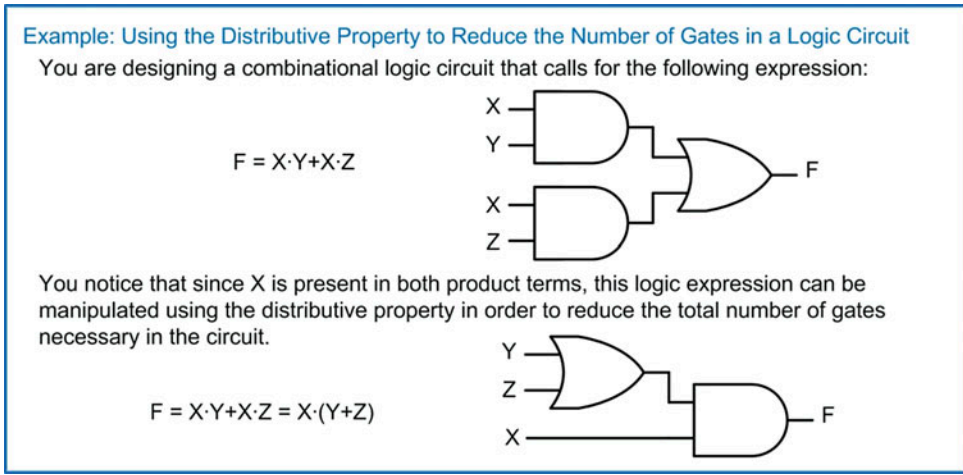 Example: Using the Distributive Property to Reduce the Number of Gates in a Logic Circuit
You are designing a combinational logic circuit that calls for the following expression:
X
Y
F = X·Y+X·Z
F
X
Z
You notice that since X is present in both product terms, this logic expression can be
manipulated using the distributive property in order to reduce the total number of gates
necessary in the circuit.
Y
Z
F = X·Y+X·Z = X·(Y+Z)
F
X